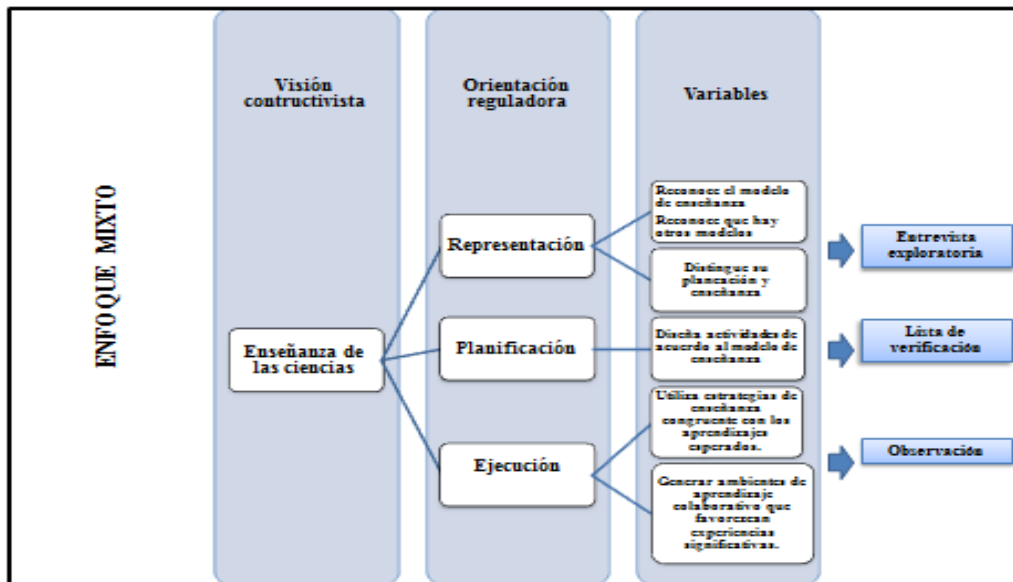 ENFOQUE MIXTO
Visión
contructivista
Orientación
reguladora
Variables
Enseñanza de
las ciencias
Representación
Planificación
Ejecución
Reconoce el modelo
de enseñanza
Reconoce que hay
otros modelos
Distingue su
planeación y
enseñanza
Diseña actividades de
acuerdo al modelo de
enseñanza
Utiliza estrategias de
enseñanza
congruente con los
aprendizajes
esperados.
Generar ambientes de
aprendizaje
colaborativo que
favorezcan
experiencias
significativas.
Entrevista
exploratoria
Lista de
verificación
Observación